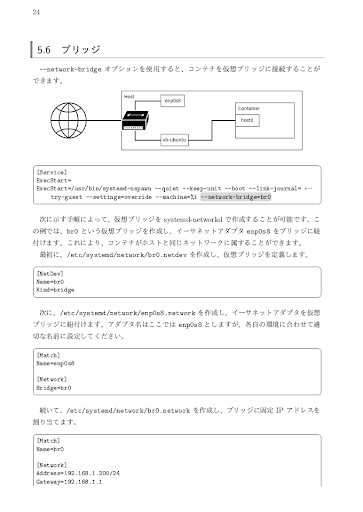 24
5.6 ブリッジ
--network-bridge オプションを使用すると、コンテナを仮想ブリッジに接続することが
できます。
Host
enp0s8
Container
host0
vb-ubuntu
[Service]
ExecStart=
ExecStart=/usr/bin/systemd-nspawn --quiet --keep-unit --boot --link-journal= ↩
try-guest --settings=override --machine=%i --network-bridge=br0
次に示す手順によって、仮想ブリッジを systemd-networkd で作成することが可能です。こ
の例では、br0 という仮想ブリッジを作成し、イーサネットアダプタ enp0s8 をブリッジに紐
付けます。これにより、コンテナがホストと同じネットワークに属することができます。
最初に、/etc/systemd/network/br0.netdev を作成し、仮想ブリッジを定義します。
[NetDev]
Name=br0
Kind=bridge
次に、/etc/systemd/network/enp0s8.network を作成し、イーサネットアダプタを仮想
ブリッジに紐付けます。アダプタ名はここでは enp0s8 としますが、各自の環境に合わせて適
切な名前に設定してください。
[Match]
Name=enp0s8
[Network]
Bridge=br0
続いて、/etc/systemd/network/br0.network を作成し、ブリッジに固定 IP アドレスを
割り当てます。
[Match]
Name=br0
[Network]
Address=192.168.1.200/24
Gateway=192.168.1.1